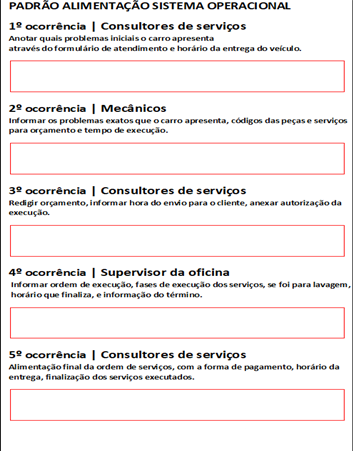 PADRÃO ALIMENTAÇÃO SISTEMA OPERACIONAL
1º ocorrência | Consultores de serviços
Anotar quais problemas iniciais o carro apresenta
através do formulário de atendimento e horário da entrega do veículo.
2º ocorrência | Mecânicos
Informar os problemas exatos que o carro apresenta, códigos das peças e serviços
para orçamento e tempo de execução.
3º ocorrência | Consultores de serviços
Redigir orçamento, informar hora do envio para o cliente, anexar autorização da
execução.
4º ocorrência | Supervisor da oficina
Informar ordem de execução, fases de execução dos serviços, se foi para lavagem,
horário que finaliza, e informação do término.
5º ocorrência | Consultores de serviços
Alimentação final da ordem de serviços, com a forma de pagamento, horário da
entrega, finalização dos serviços executados.